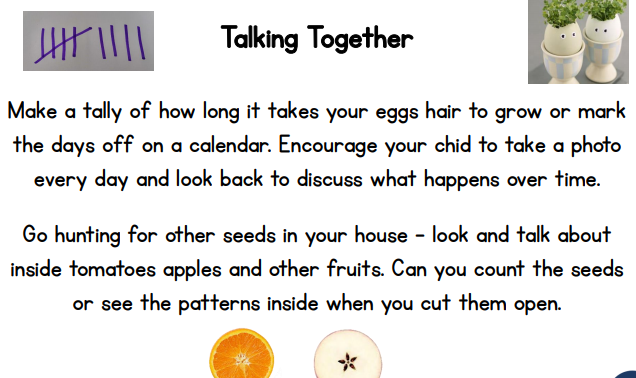 Talking Together
Make a tally of how long it takes your eggs hair to grow or mark
the days off on a calendar. Encourage your chid to take a photo
every day and look back to discuss what happens over time.
Go hunting for other seeds in your house - look and talk about
inside tomatoes apples and other fruits. Can you count the seeds
or see the patterns inside when you cut them open.